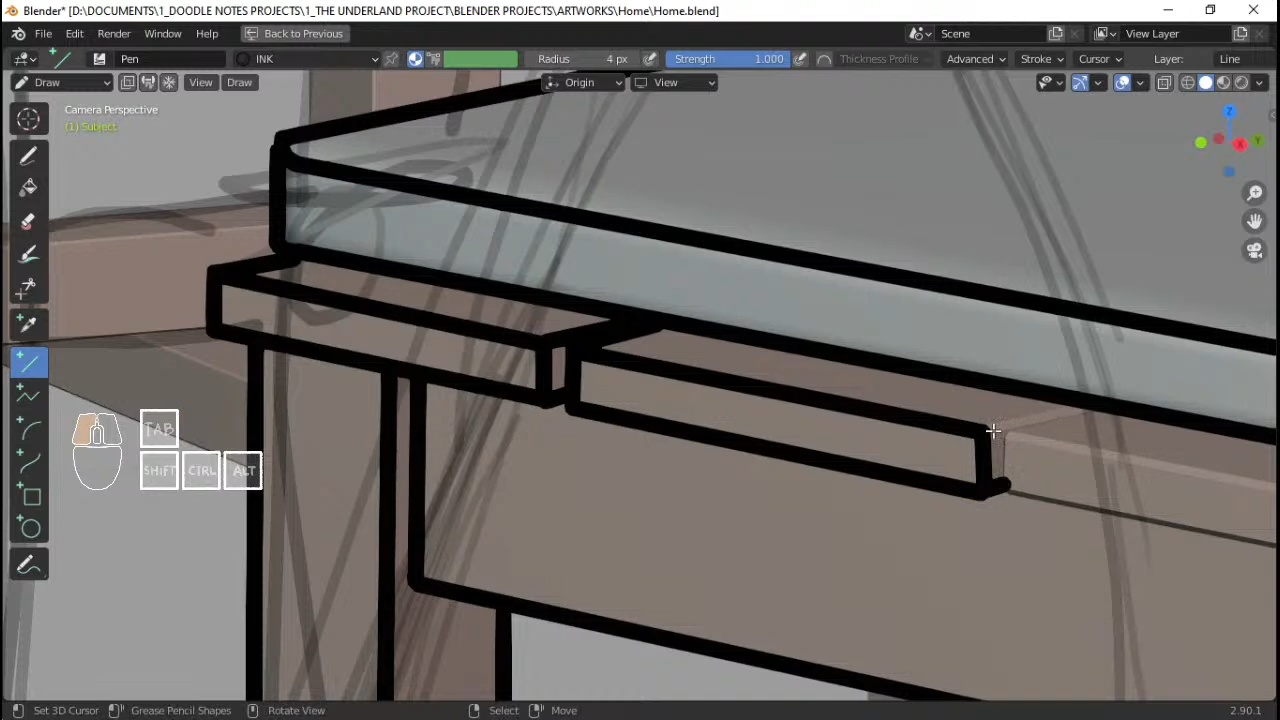 Blender* [D:\DOCUMENTS\1_DOODLE NOTES PROJECTS\1_THE UNDERLAND PROJECT\BLENDER PROJECTS\ARTWORKS\Home\Home.blend]
File Edit Render Window Help Back to Previous Scene View Layer
Pen INK Radius 4 px Strength 1.000 Thickness Profile Advanced Stroke Cursor Layer: Line
Draw View Draw Origin View
Camera Perspective
(1) Subject
Z
Y
X
TAB
SHIFT CTRL ALT
Set 3D Cursor Grease Pencil Shapes Rotate View Select Move 2.90.1